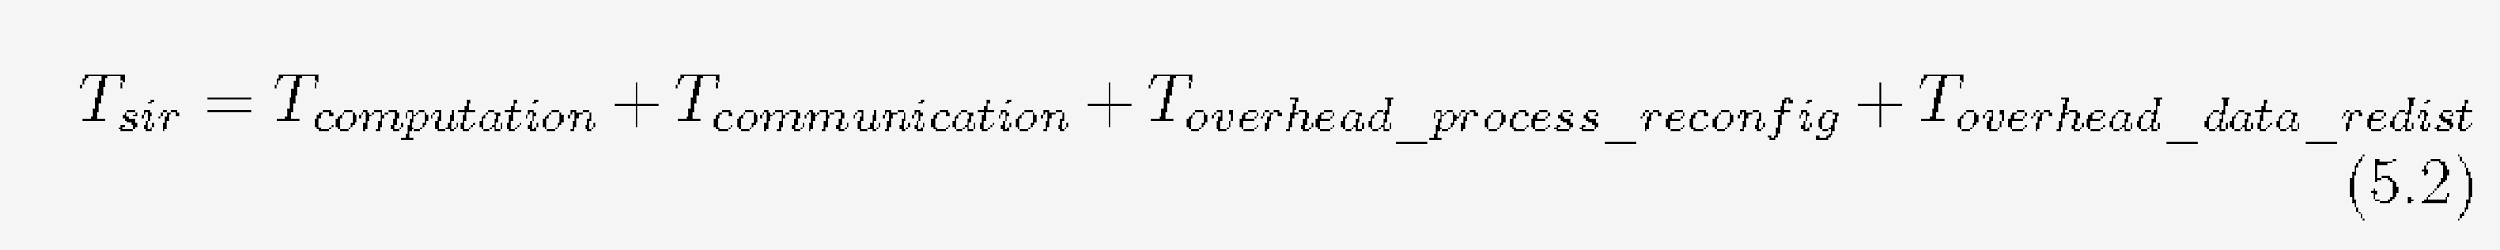 T_{sir} = T_{computation} + T_{communication} + T_{overhead\_process\_reconfig} + T_{overhead\_data\_redist}
(5.2)